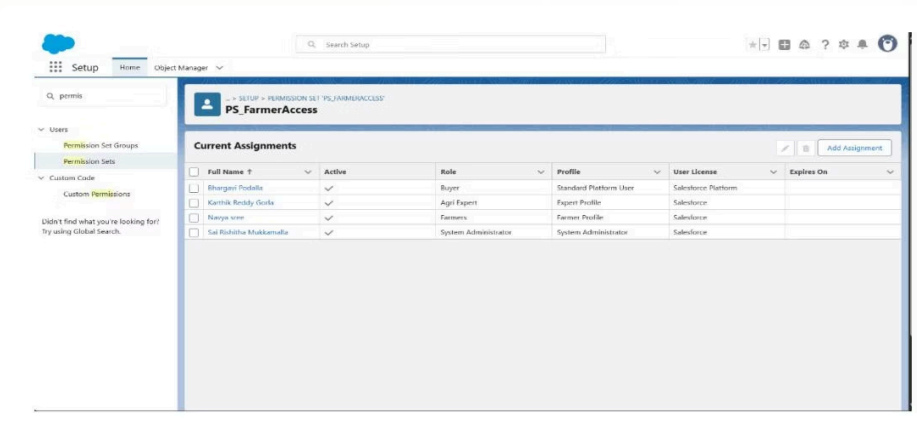 Search Setup
Setup
Home
Object Manager
permis
... > SETUP > PERMISSION SET 'PS_FARMERACCESS'
PS_FarmerAccess
Users
Permission Set Groups
Permission Sets
Custom Code
Custom Permissions
Didn't find what you're looking for?
Try using Global Search.
Current Assignments
Add Assignment
Full Name ↑ Active Role Profile User License Expires On
Bhargavi Podalla Buyer Standard Platform User Salesforce Platform
Karthik Reddy Gorla Agri Expert Expert Profile Salesforce
Navya sree Farmers Farmer Profile Salesforce
Sai Rishitha Mukkamalla System Administrator System Administrator Salesforce